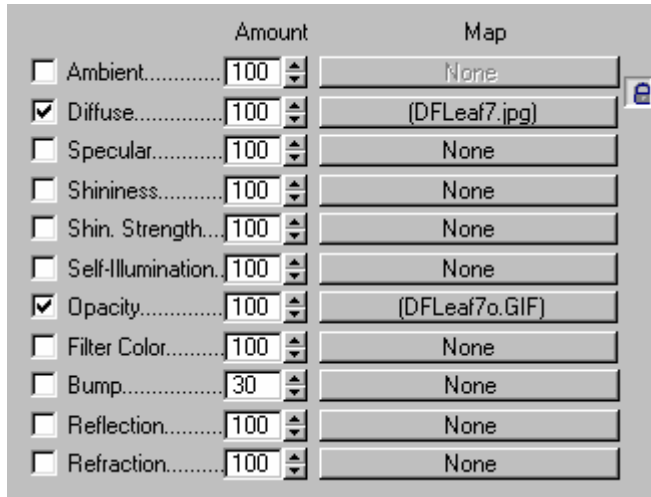 Amount Map
Ambient............. 100 None
Diffuse............... 100 (DFLeaf7.jpg)
Specular............ 100 None
Shininess........... 100 None
Shin. Strength.... 100 None
Self-Illumination.. 100 None
Opacity.............. 100 (DFLeaf7o.GIF)
Filter Color.......... 100 None
Bump................. 30 None
Reflection.......... 100 None
Refraction.......... 100 None